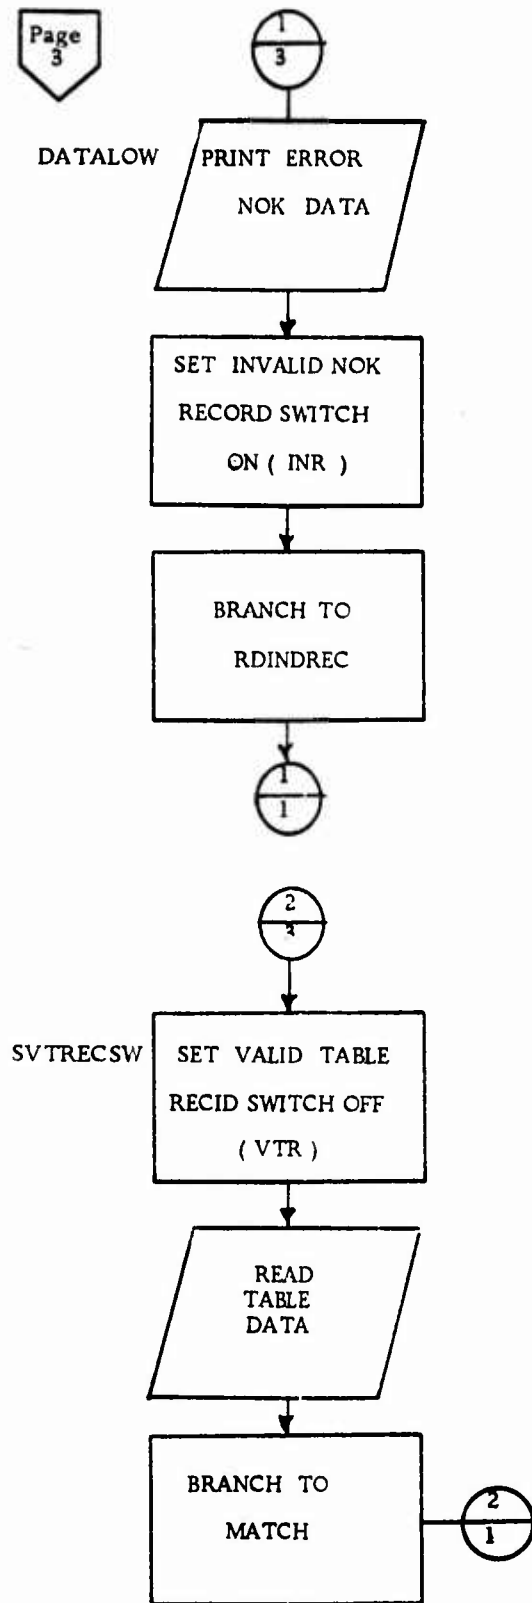 Page
3
1
3
DATALOW PRINT ERROR
NOK DATA
SET INVALID NOK
RECORD SWITCH
ON ( INR )
BRANCH TO
RDINDREC
1
1
2
3
SVTRECSW SET VALID TABLE
RECID SWITCH OFF
( VTR )
READ
TABLE
DATA
BRANCH TO
MATCH
2
1